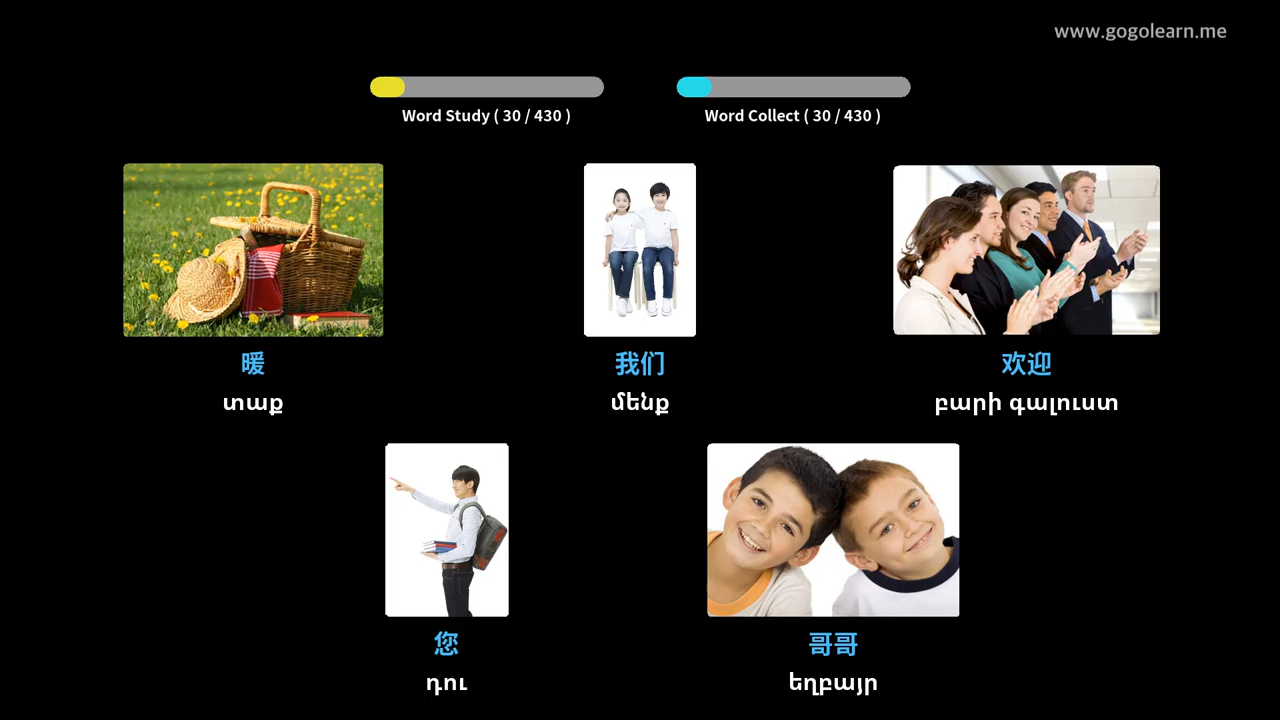 www.gogolearn.me
Word Study ( 30 / 430 )
Word Collect ( 30 / 430 )
暖
տաք
我们
մենք
欢迎
բարի գալուստ
您
դու
哥哥
եղբայր